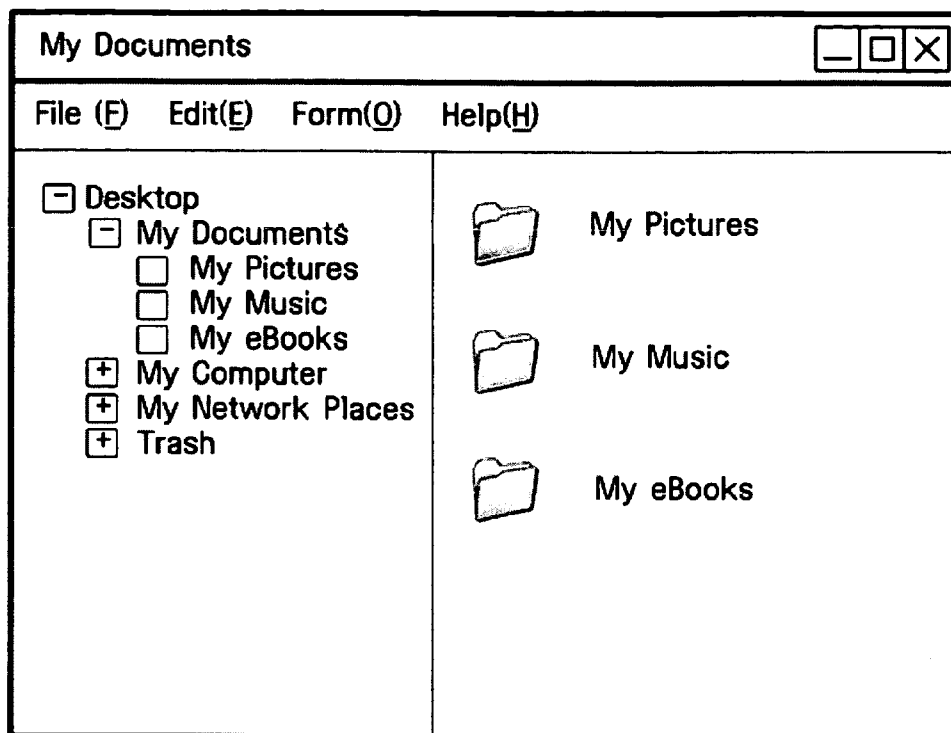 My Documents
File (F) Edit(E) Form(O) Help(H)
Desktop
My Documents
My Pictures
My Music
My eBooks
My Computer
My Network Places
Trash
My Pictures
My Music
My eBooks